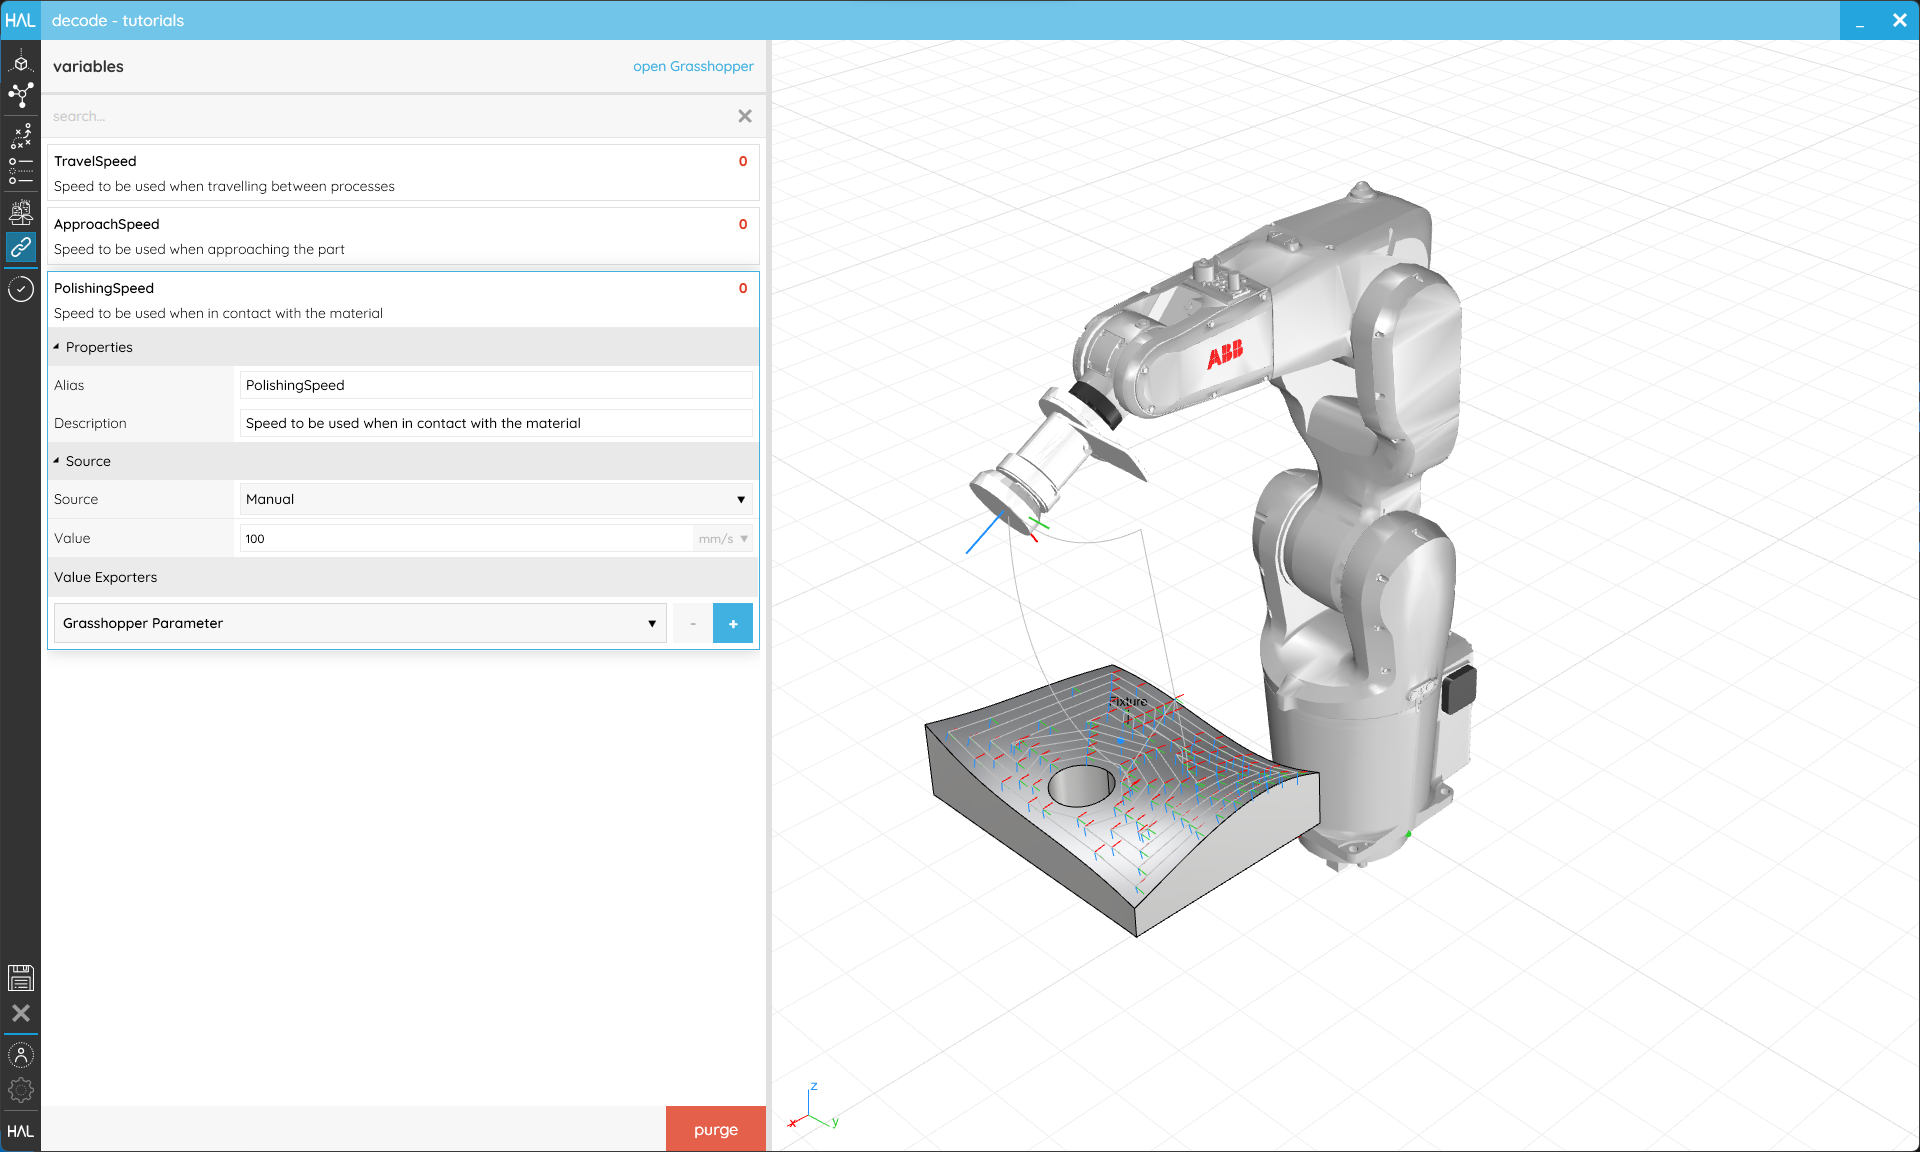 HAL decode - tutorials
variables open Grasshopper
search...
TravelSpeed 0
Speed to be used when travelling between processes
ApproachSpeed 0
Speed to be used when approaching the part
PolishingSpeed 0
Speed to be used when in contact with the material
Properties
Alias PolishingSpeed
Description Speed to be used when in contact with the material
Source
Source Manual
Value 100 mm/s
Value Exporters
Grasshopper Parameter - +
purge
HAL
ABB
Fixture
z
x y